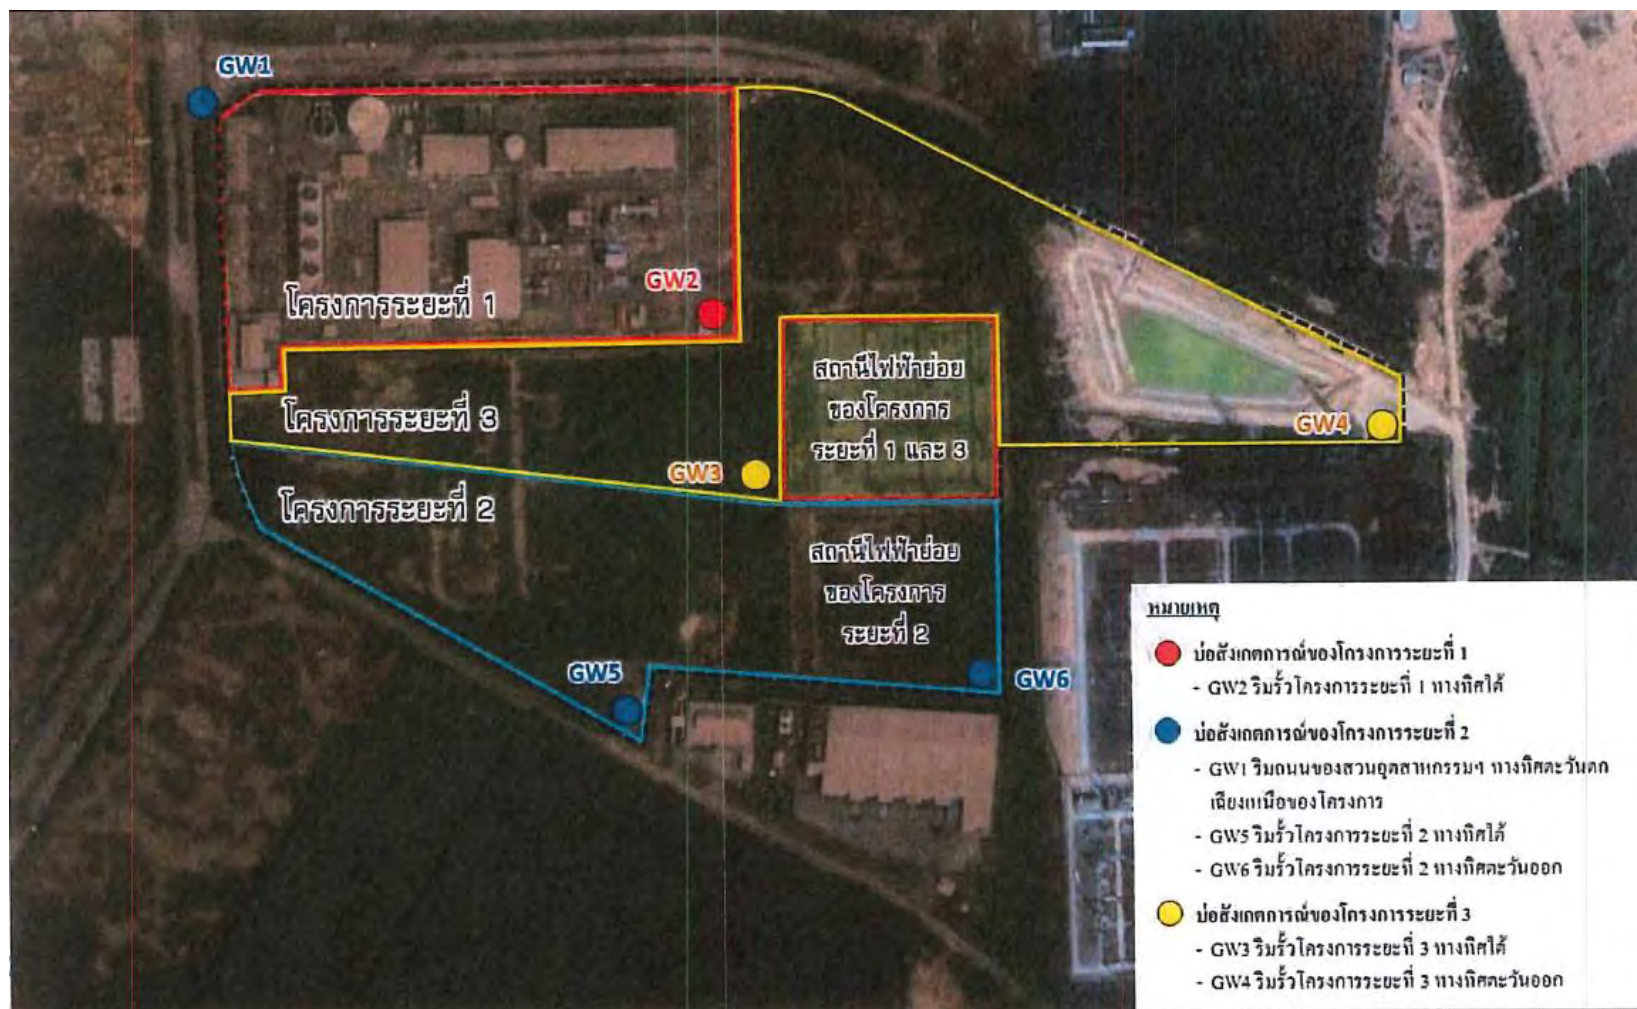 GW1
GW2
โครงการระยะที่ 1
สถานีไฟฟ้าย่อย
ของโครงการ
ระยะที่ 1 และ 3
โครงการระยะที่ 3
GW4
GW3
โครงการระยะที่ 2
สถานีไฟฟ้าย่อย
ของโครงการ
ระยะที่ 2
GW5
GW6
หมายเหตุ
บ่อสังเกตการณ์ของโครงการระยะที่ 1
- GW2 ริมรั้วโครงการระยะที่ 1 ทางทิศใต้
บ่อสังเกตการณ์ของโครงการระยะที่ 2
- GW1 ริมถนนของสวนอุตสาหกรรมฯ ทางทิศตะวันตก
เฉียงเหนือของโครงการ
- GW5 ริมรั้วโครงการระยะที่ 2 ทางทิศใต้
- GW6 ริมรั้วโครงการระยะที่ 2 ทางทิศตะวันออก
บ่อสังเกตการณ์ของโครงการระยะที่ 3
- GW3 ริมรั้วโครงการระยะที่ 3 ทางทิศใต้
- GW4 ริมรั้วโครงการระยะที่ 3 ทางทิศตะวันออก